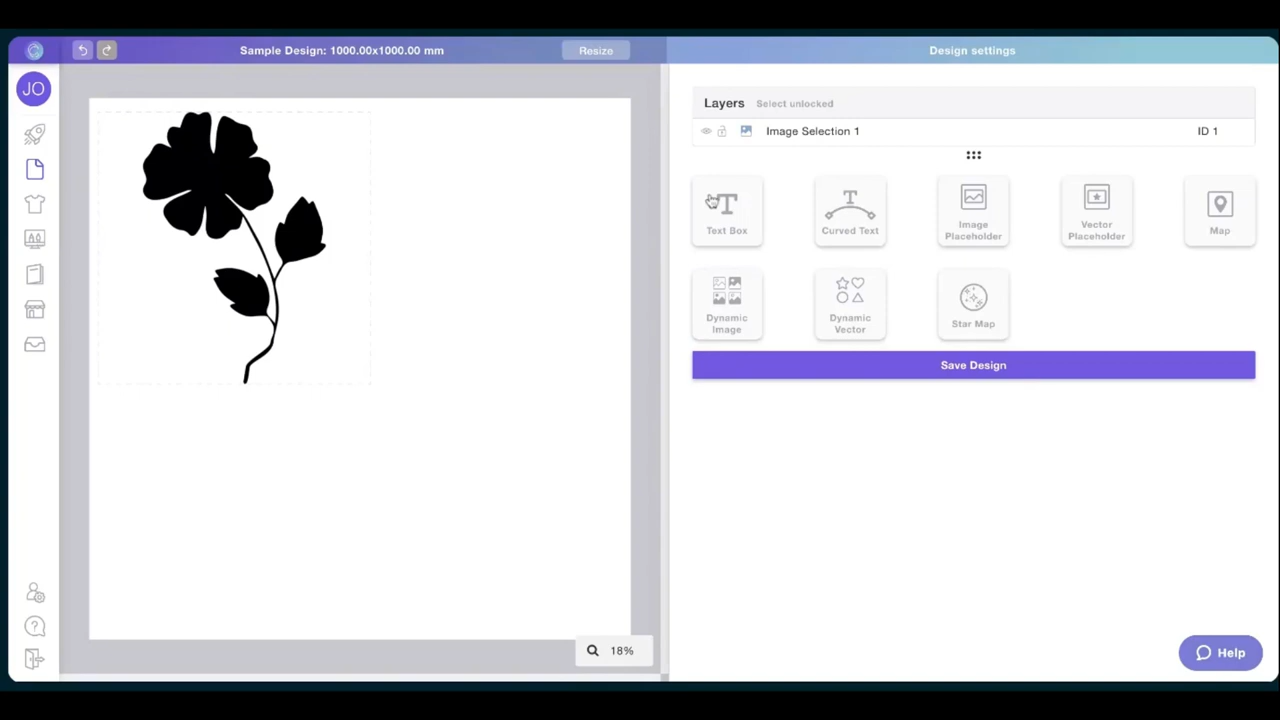 Sample Design: 1000.00x1000.00 mm
Resize
Design settings
JO
Layers
Select unlocked
Image Selection 1
ID 1
T
Text Box
T
Curved Text
Image
Placeholder
Vector
Placeholder
Map
Dynamic
Image
Dynamic
Vector
Star Map
Save Design
18%
Help